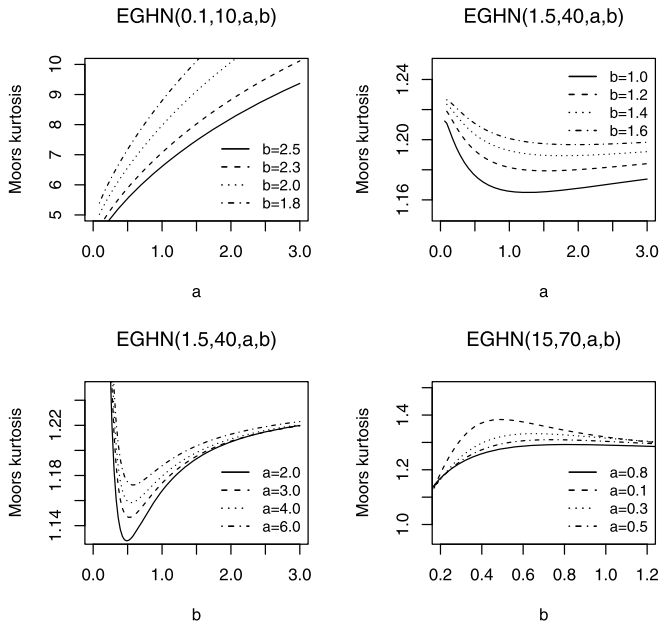 EGHN(0.1,10,a,b)
Moors kurtosis
10
9
8
7
6
5
b=2.5
b=2.3
b=2.0
b=1.8
0.0 1.0 2.0 3.0
a
EGHN(1.5,40,a,b)
Moors kurtosis
1.24
1.20
1.16
b=1.0
b=1.2
b=1.4
b=1.6
0.0 1.0 2.0 3.0
a
EGHN(1.5,40,a,b)
Moors kurtosis
1.22
1.18
1.14
a=2.0
a=3.0
a=4.0
a=6.0
0.0 1.0 2.0 3.0
b
EGHN(15,70,a,b)
Moors kurtosis
1.4
1.2
1.0
a=0.8
a=0.1
a=0.3
a=0.5
0.2 0.4 0.6 0.8 1.0 1.2
b